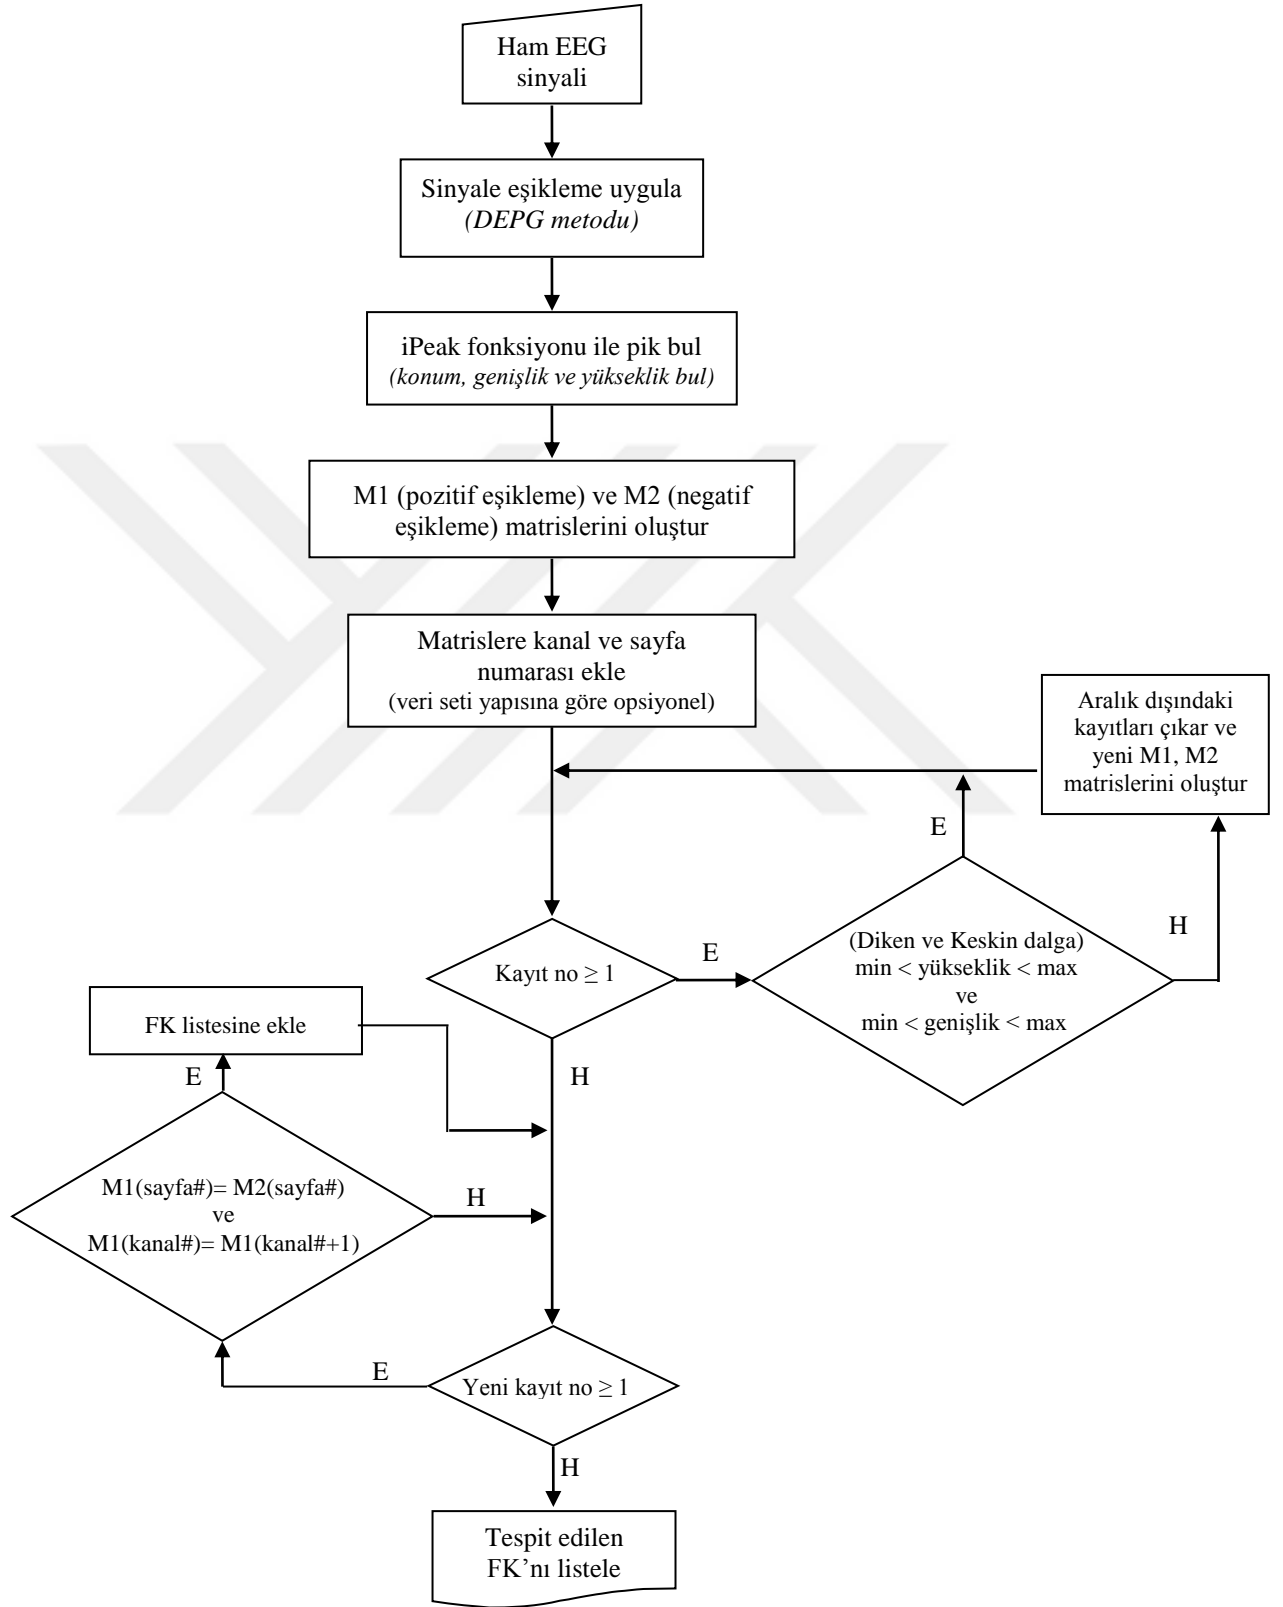 Ham EEG
sinyali
Sinyale eşikleme uygula
(DEPG metodu)
iPeak fonksiyonu ile pik bul
(konum, genişlik ve yükseklik bul)
M1 (pozitif eşikleme) ve M2 (negatif
eşikleme) matrislerini oluştur
Matrislere kanal ve sayfa
numarası ekle
(veri seti yapısına göre opsiyonel)
Aralık dışındaki
kayıtları çıkar ve
yeni M1, M2
matrislerini oluştur
E
H
(Diken ve Keskin dalga)
min < yükseklik < max
ve
min < genişlik < max
E
Kayıt no ≥ 1
H
FK listesine ekle
E
M1(sayfa#)= M2(sayfa#)
ve
M1(kanal#)= M1(kanal#+1)
H
E
Yeni kayıt no ≥ 1
H
Tespit edilen
FK’nı listele